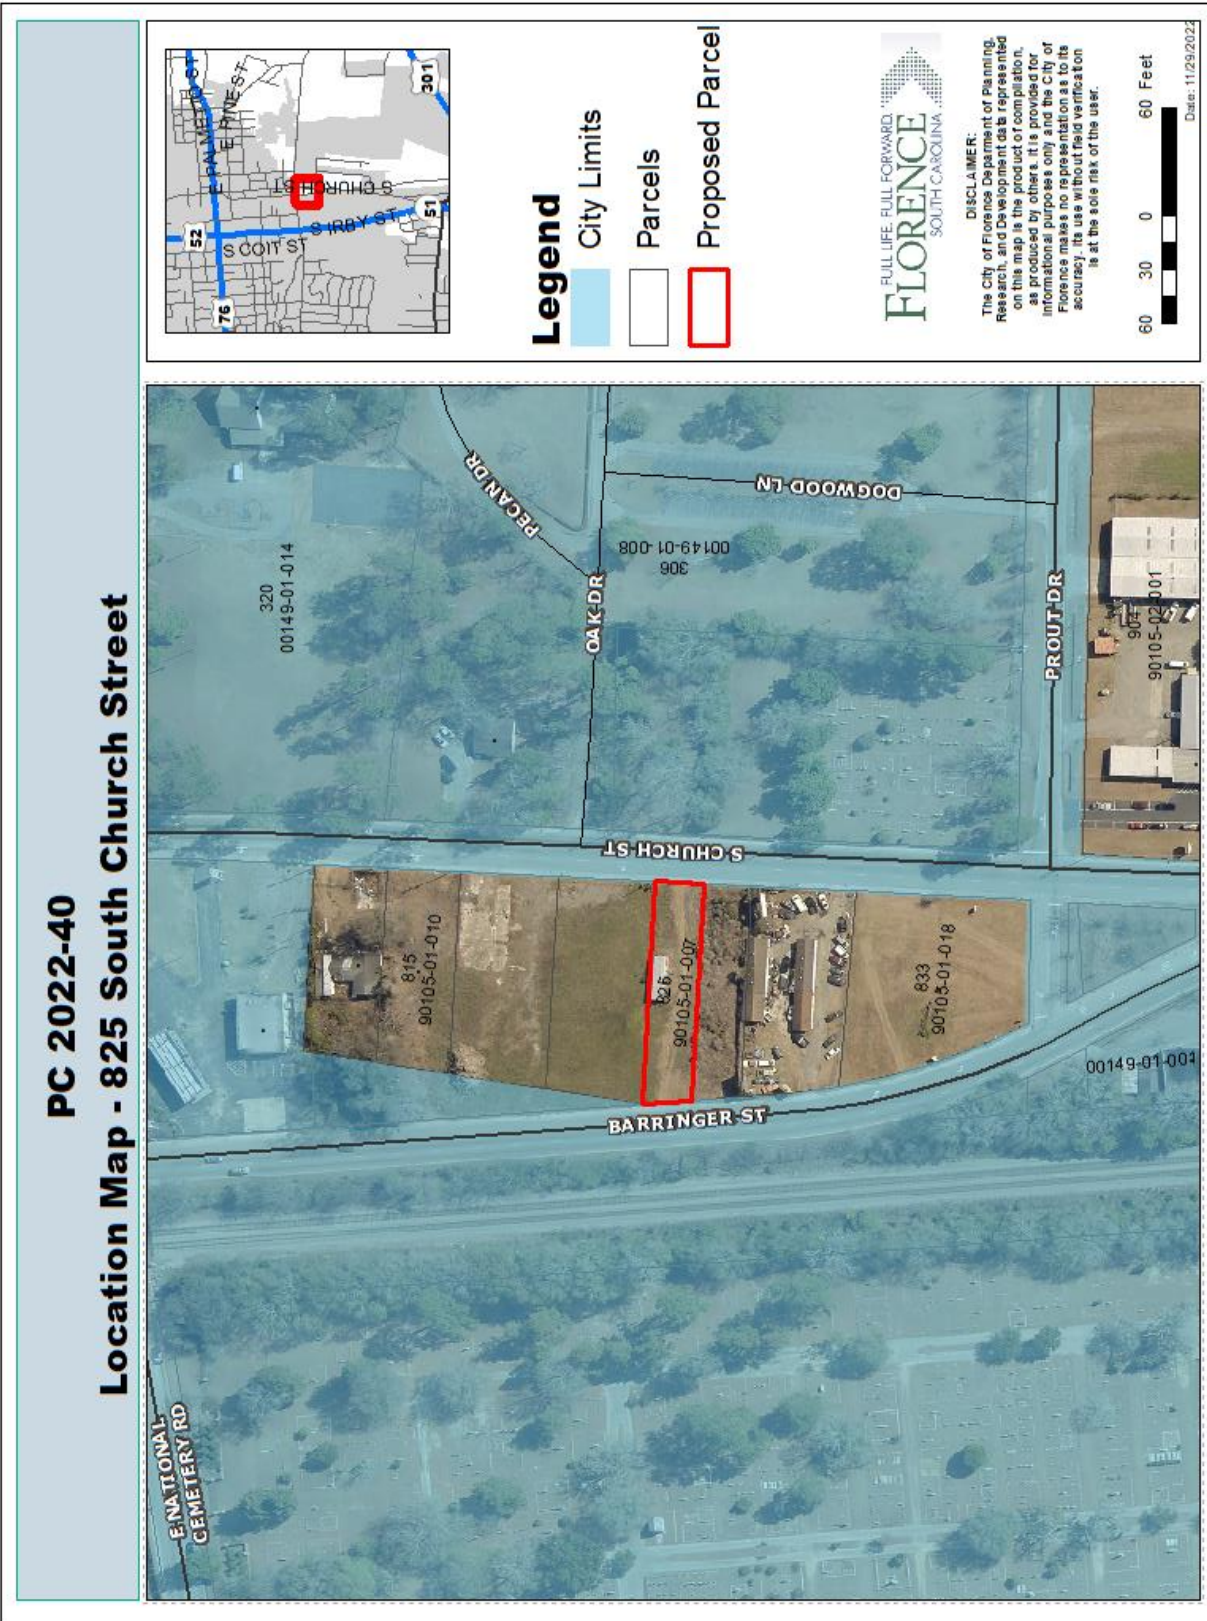 PC 2022-40
Location Map - 825 South Church Street
E NATIONAL
CEMETERY RD
BARRINGER ST
S CHURCH ST
OAK DR
PECAN DR
DOGWOOD LN
PROUT DR
320
00149-01-014
306
00149-01-008
815
90105-01-010
90105-01-007
833
90105-01-018
00149-01-001
90105-02-001
E PALMETTO ST
E PINE ST
S CHURCH ST
S IRBY ST
S COIT ST
52
76
51
301
Legend
City Limits
Parcels
Proposed Parcel
FULL LIFE. FULL FORWARD.
FLORENCE
SOUTH CAROLINA
DISCLAIMER:
The City of Florence Deparment of Planning,
Research, and Development data represented
on this map is the product of compilation,
as produced by others. It is provided for
informational purposes only and the City of
Florence makes no representation as to its
accuracy. Its use without field verification
is at the sole risk of the user.
60 30 0 60 Feet
Date: 11/29/2022